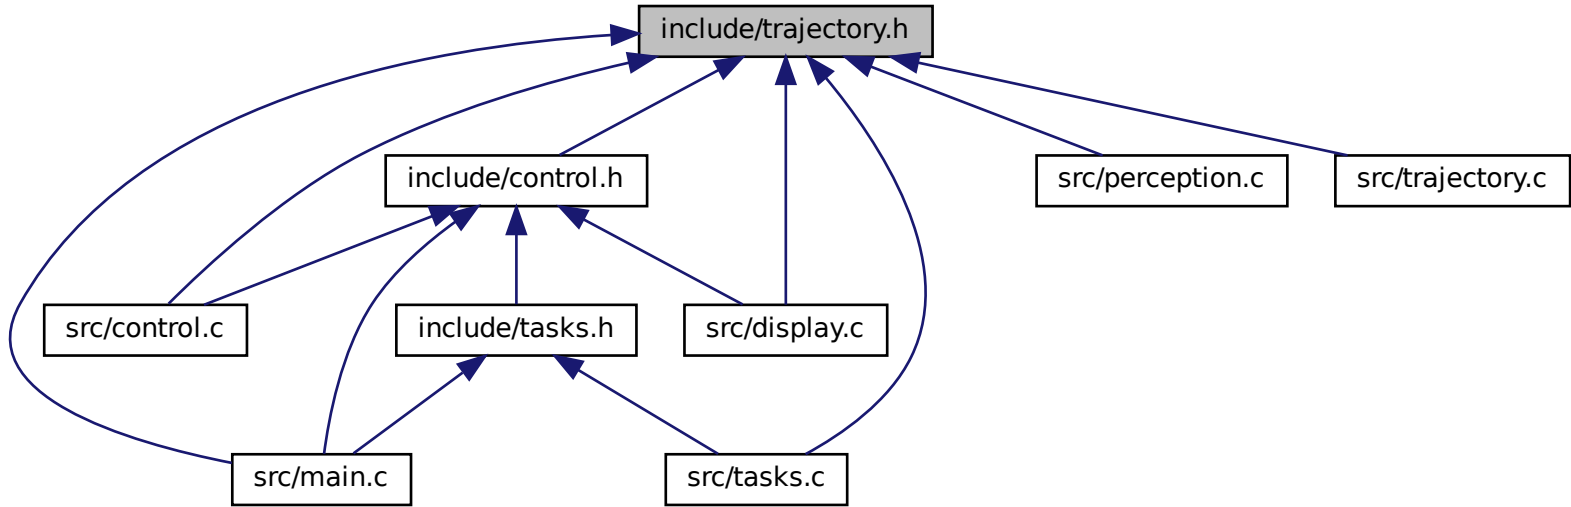 include/trajectory.h
include/control.h
src/perception.c
src/trajectory.c
src/control.c
include/tasks.h
src/display.c
src/main.c
src/tasks.c